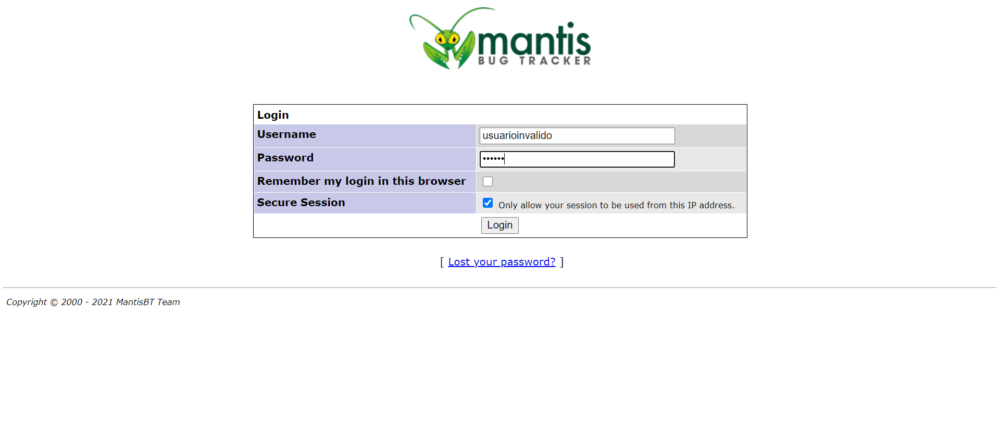 mantis
BUG TRACKER
Login
Username usuarioinvalido
Password ••••••
Remember my login in this browser
Secure Session Only allow your session to be used from this IP address.
Login
[ Lost your password? ]
Copyright © 2000 - 2021 MantisBT Team